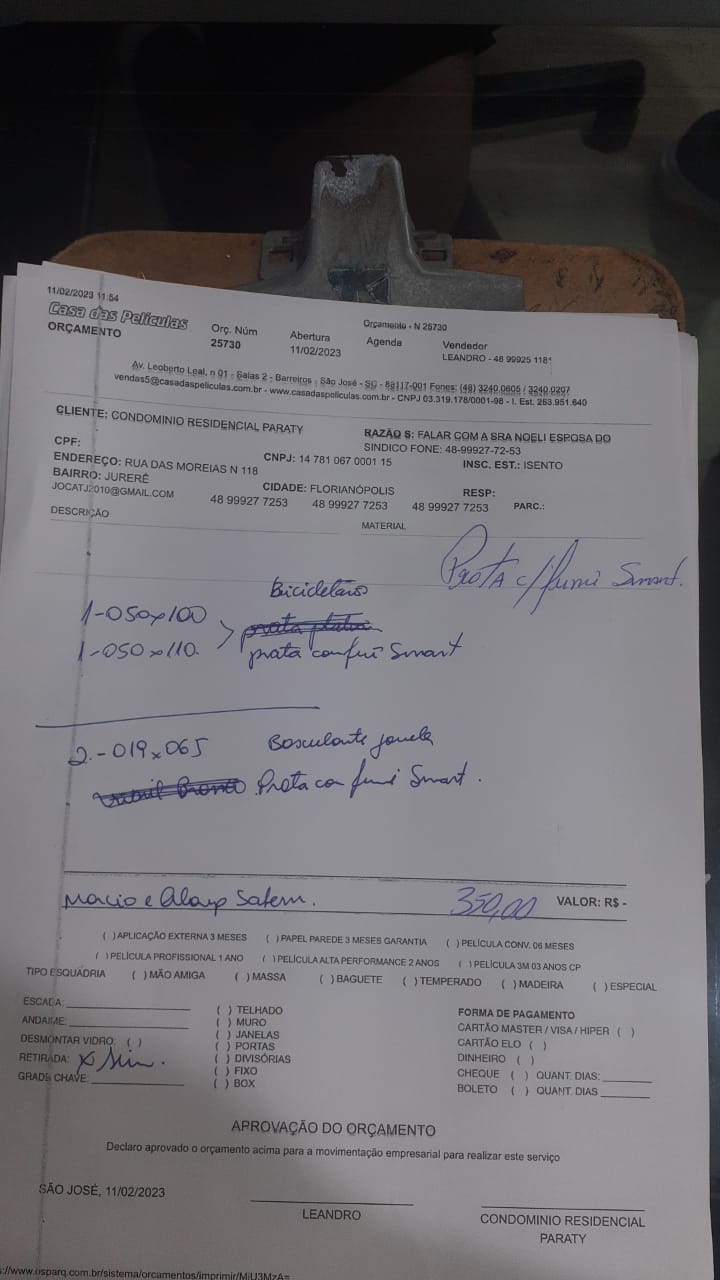 11/02/2023 11:54
Orçamento - N 25730
Casa das Películas
ORÇAMENTO
Orç. Núm
25730
Abertura
11/02/2023
Agenda
Vendedor
LEANDRO - 48 99925 1181
Av. Leoberto Leal, n 01 - Salas 2 - Barreiros - São José - SC - 88117-001 Fones: (48) 3240.0605 / 3240.0207
vendas5@casadaspeliculas.com.br - www.casadaspeliculas.com.br - CNPJ 03.319.178/0001-98 - I. Est. 253.951.640
CLIENTE: CONDOMINIO RESIDENCIAL PARATY
RAZÃO S: FALAR COM A SRA NOELI ESPOSA DO
SINDICO FONE: 48-99927-72-53
CPF:
CNPJ: 14 781 067 0001 15
INSC. EST.: ISENTO
ENDEREÇO: RUA DAS MOREIAS N 118
BAIRRO: JURERÊ
CIDADE: FLORIANÓPOLIS
RESP:
JOCATJ2010@GMAIL.COM
48 99927 7253
48 99927 7253
48 99927 7253
PARC.:
DESCRIÇÃO
MATERIAL
Prata c/ fumê Smart.
Bicicletário
1-050x100
prata
1-050x110.
prata com fumê Smart
2.-019x065 Basculante janela
Prata com fumê Smart.
Marcio e
350,00 VALOR: R$ -
( ) APLICAÇÃO EXTERNA 3 MESES ( ) PAPEL PAREDE 3 MESES GARANTIA ( ) PELÍCULA CONV. 06 MESES
( ) PELÍCULA PROFISSIONAL 1 ANO ( ) PELÍCULA ALTA PERFORMANCE 2 ANOS ( ) PELÍCULA 3M 03 ANOS CP
TIPO ESQUADRIA ( ) MÃO AMIGA ( ) MASSA ( ) BAGUETE ( ) TEMPERADO ( ) MADEIRA ( ) ESPECIAL
ESCADA:
ANDAIME:
DESMONTAR VIDRO: ( )
RETIRADA: x Sim.
GRADE CHAVE:
( ) TELHADO
( ) MURO
( ) JANELAS
( ) PORTAS
( ) DIVISÓRIAS
( ) FIXO
( ) BOX
FORMA DE PAGAMENTO
CARTÃO MASTER / VISA / HIPER ( )
CARTÃO ELO ( )
DINHEIRO ( )
CHEQUE ( ) QUANT. DIAS:
BOLETO ( ) QUANT. DIAS
APROVAÇÃO DO ORÇAMENTO
Declaro aprovado o orçamento acima para a movimentação empresarial para realizar este serviço
SÃO JOSÉ, 11/02/2023
LEANDRO
CONDOMINIO RESIDENCIAL
PARATY
s://www.osparq.com.br/sistema/orcamentos/imprimir/MjU3MzA=